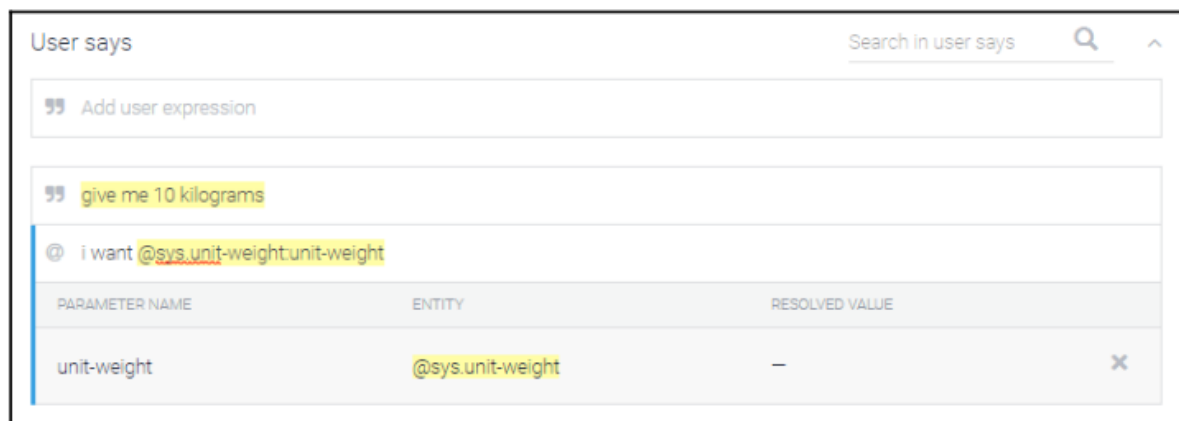 User says
Search in user says
Add user expression
give me 10 kilograms
@ i want @sys.unit-weight:unit-weight
PARAMETER NAME ENTITY RESOLVED VALUE
unit-weight @sys.unit-weight –